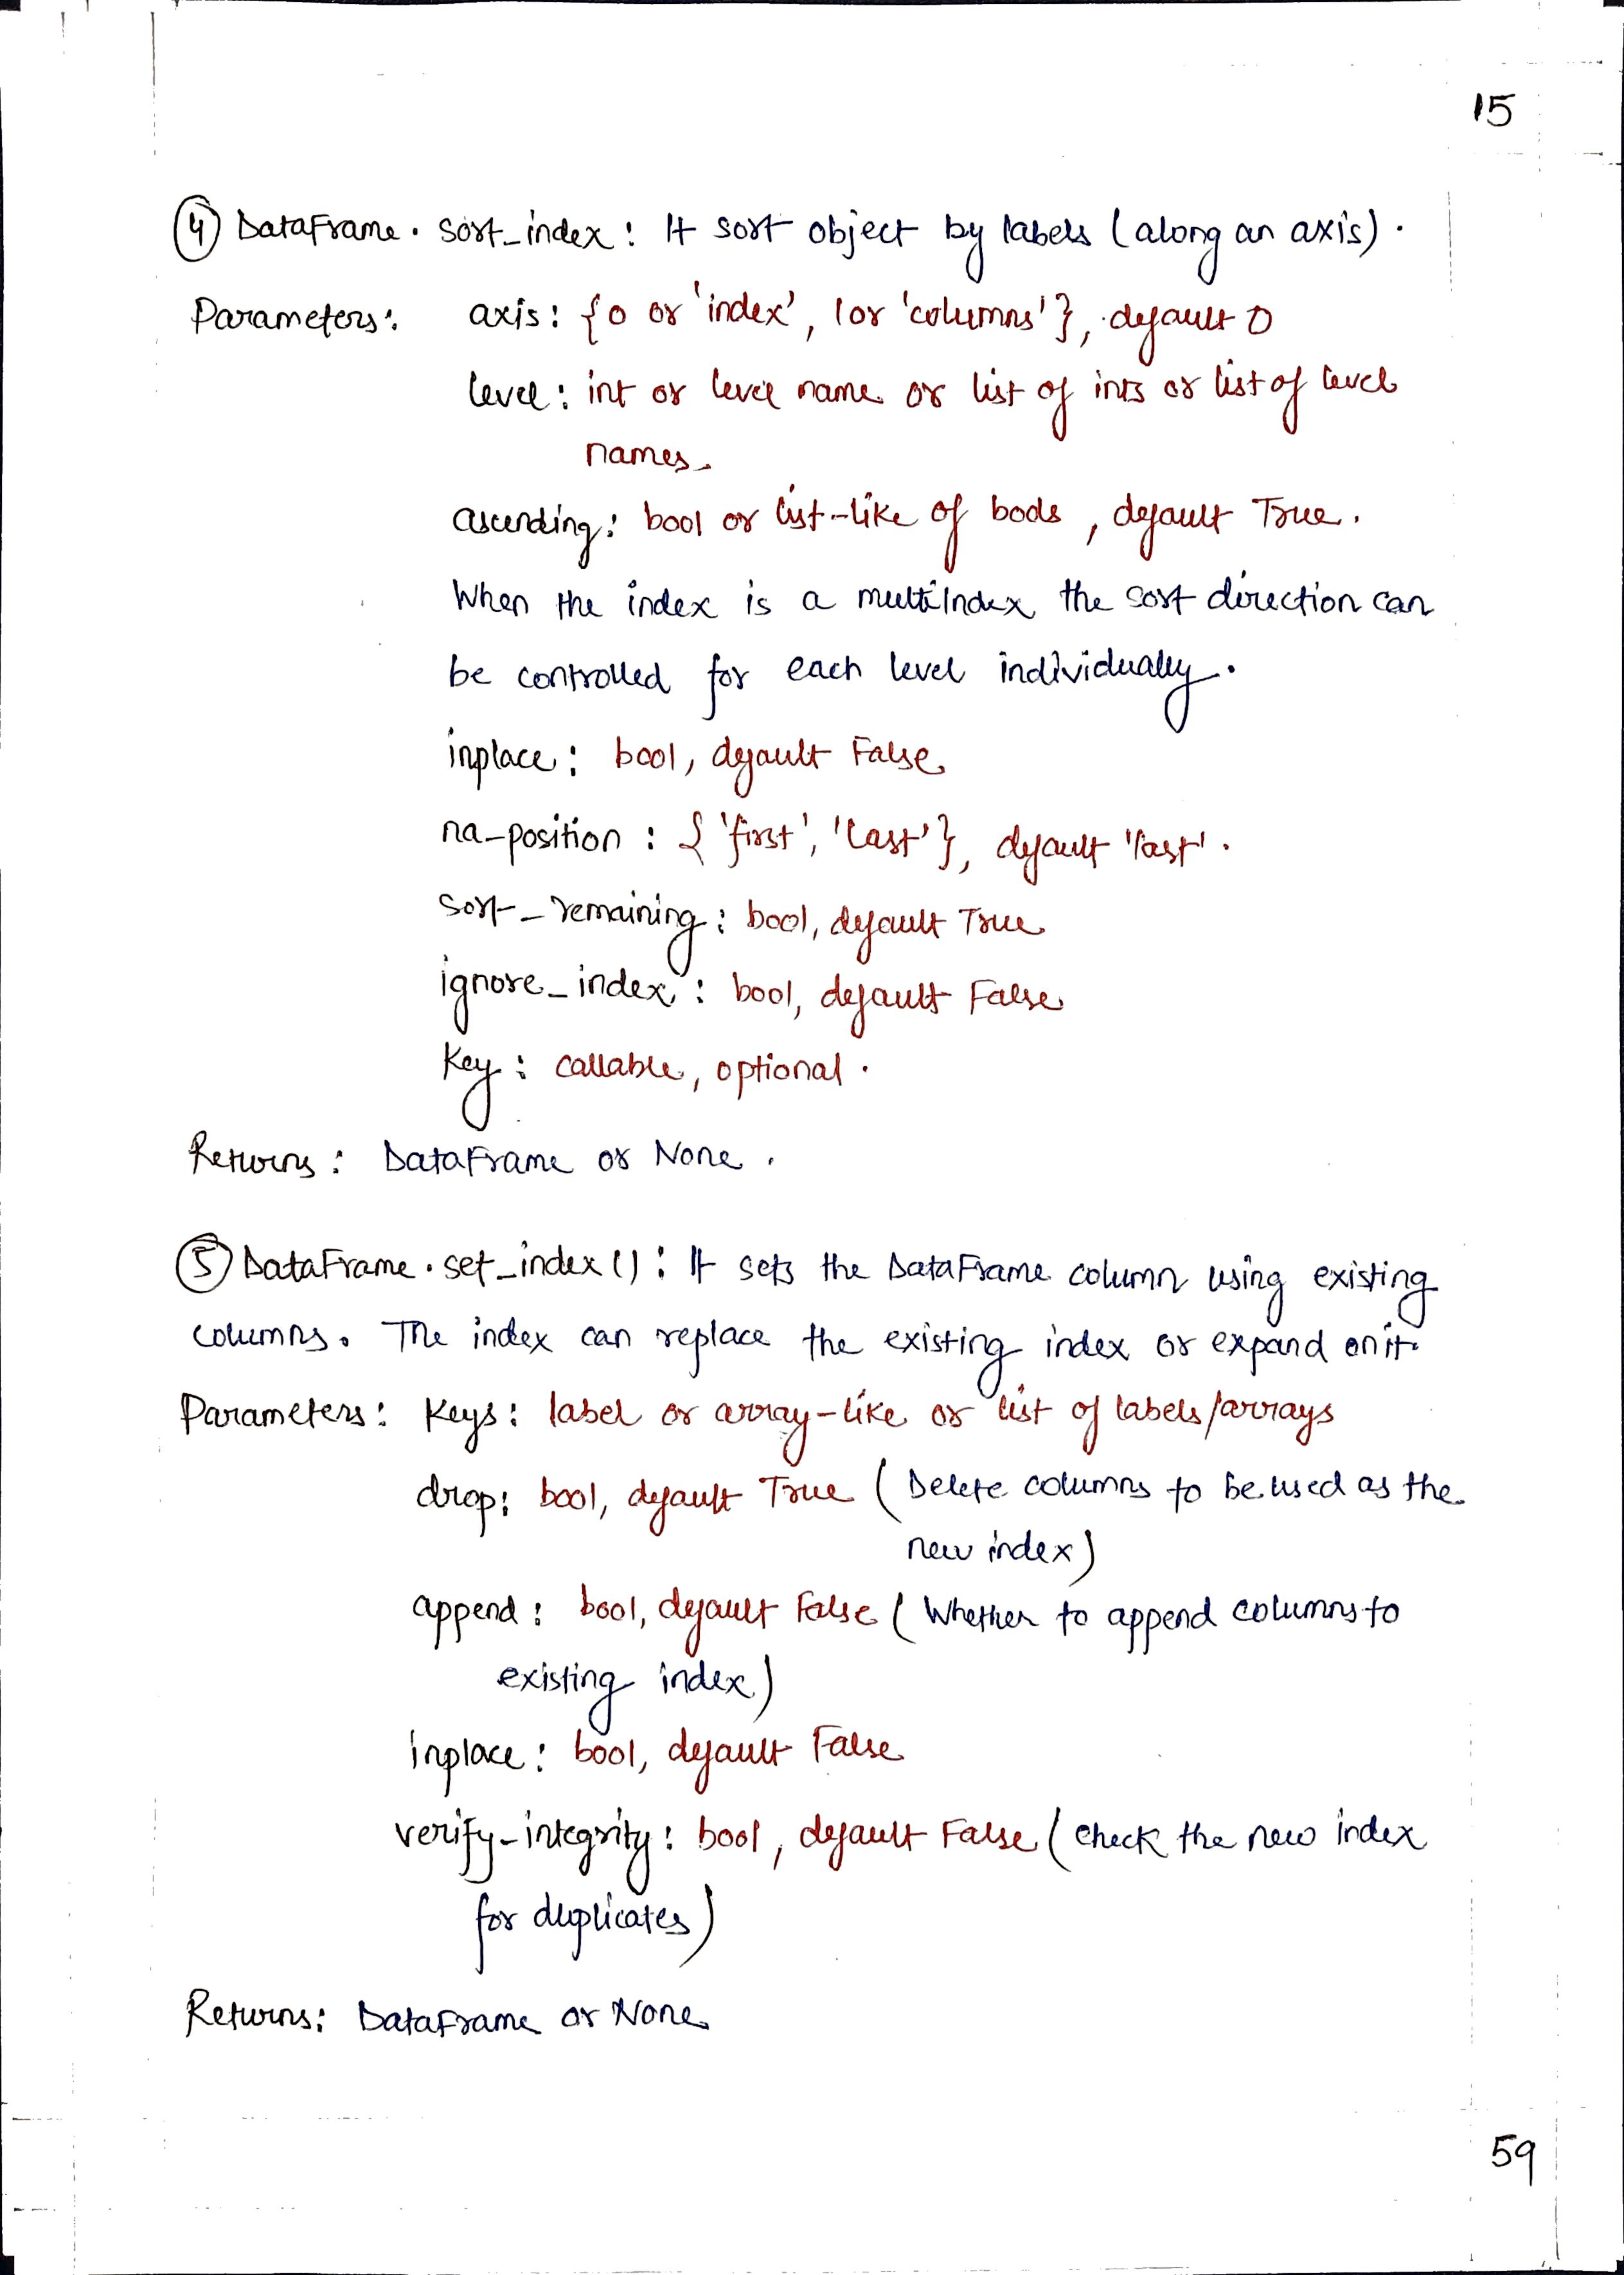 15
④ DataFrame. sort_index : It sort object by labels (along an axis).
Parameters: axis: {0 or 'index', 1 or 'columns'}, default 0
level: int or level name or list of ints or list of level
names.
ascending: bool or list-like of bools, default True.
When the index is a multiIndex the sort direction can
be controlled for each level individually.
inplace: bool, default False
na-position : {'first', 'last'}, default 'last'.
sort_remaining: bool, default True
ignore_index: bool, default False
key: callable, optional.
Returns: DataFrame or None.
⑤ DataFrame. set_index() : It sets the DataFrame column using existing
columns. The index can replace the existing index or expand on it.
Parameters: keys: label or array-like or list of labels/arrays
drop: bool, default True (Delete columns to be used as the
new index)
append: bool, default False (Whether to append columns to
existing index)
inplace: bool, default False
verify-integrity: bool, default False (check the new index
for duplicates)
Returns: DataFrame or None
59